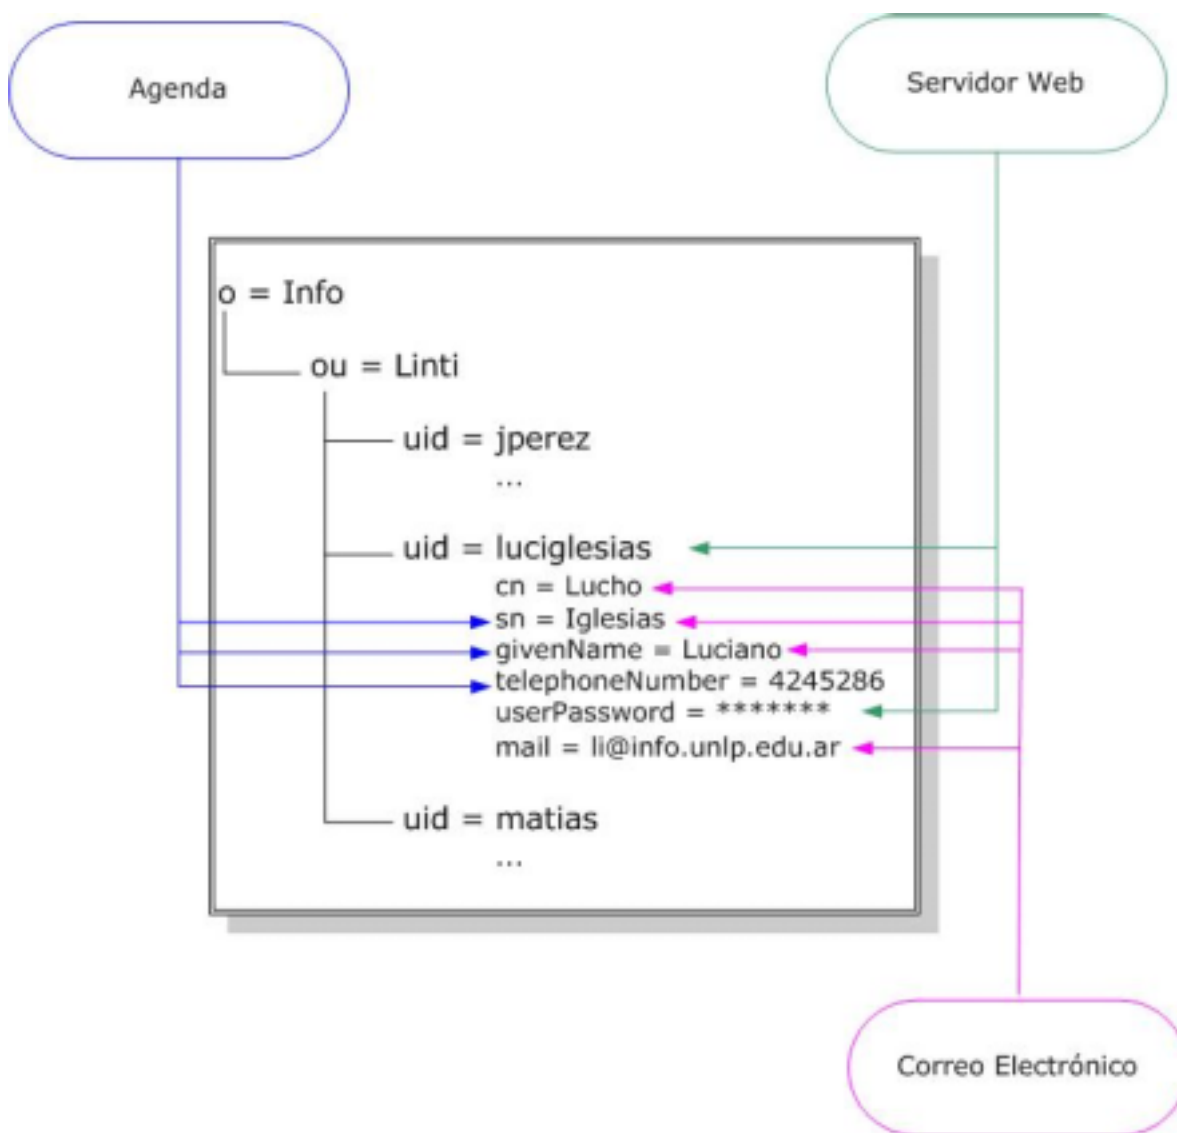 Agenda
Servidor Web
o = Info
ou = Linti
uid = jperez
...
uid = luciglesias
cn = Lucho
sn = Iglesias
givenName = Luciano
telephoneNumber = 4245286
userPassword = *******
mail = li@info.unlp.edu.ar
uid = matias
...
Correo Electrónico